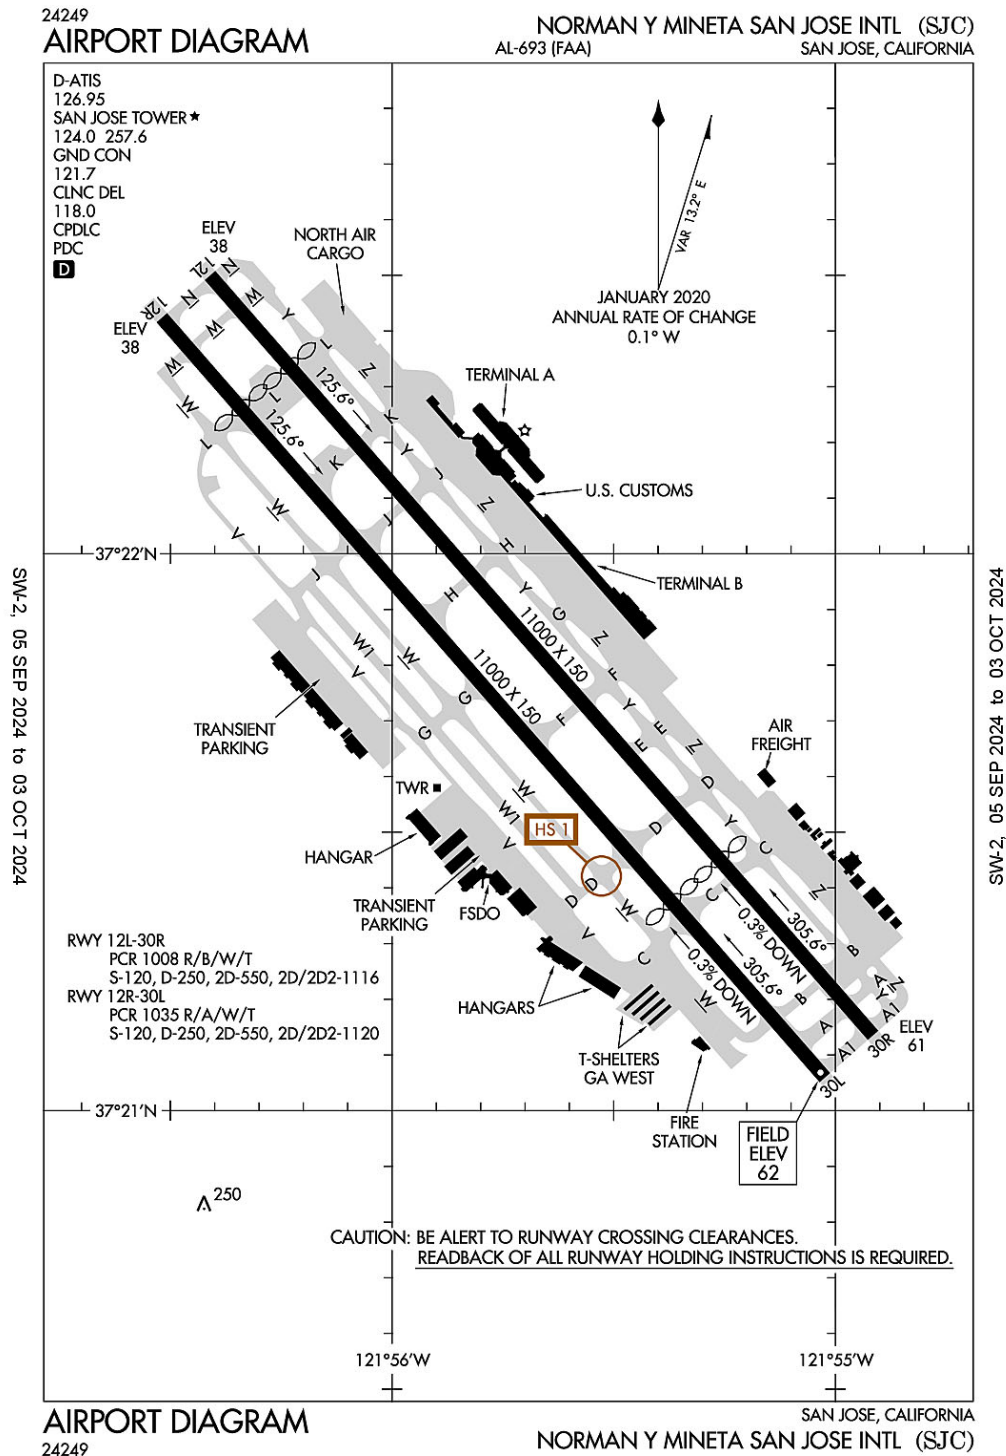 24249
AIRPORT DIAGRAM
NORMAN Y MINETA SAN JOSE INTL (SJC)
AL-693 (FAA)
SAN JOSE, CALIFORNIA
D-ATIS
126.95
SAN JOSE TOWER★
124.0 257.6
GND CON
121.7
CLNC DEL
118.0
CPDLC
PDC
D
VAR 13.2° E
JANUARY 2020
ANNUAL RATE OF CHANGE
0.1° W
ELEV
38
NORTH AIR
CARGO
12L
N
N
W
W
W
W
12R
ELEV
38
Y
L
Z
L
L
125.6°
125.6°
K
K
Y
J
J
J
Z
H
H
TERMINAL A
U.S. CUSTOMS
37°22'N
TERMINAL B
W
V
Y
G
Z
F
W1
W
V
11000 X 150
11000 X 150
G
G
F
Y
E
E
Z
D
TRANSIENT
PARKING
TWR
AIR
FREIGHT
W
W1
V
HS 1
D
D
D
Y
C
Z
HANGAR
TRANSIENT
PARKING
FSDO
W
V
C
C
0.3% DOWN
305.6°
0.3% DOWN
305.6°
B
B
RWY 12L-30R
PCR 1008 R/B/W/T
S-120, D-250, 2D-550, 2D/2D2-1116
RWY 12R-30L
PCR 1035 R/A/W/T
S-120, D-250, 2D-550, 2D/2D2-1120
HANGARS
W
A
Y
Z
A1
A
A1
30R
ELEV
61
30L
T-SHELTERS
GA WEST
FIRE
STATION
37°21'N
FIELD
ELEV
62
250
CAUTION: BE ALERT TO RUNWAY CROSSING CLEARANCES.
READBACK OF ALL RUNWAY HOLDING INSTRUCTIONS IS REQUIRED.
121°56'W
121°55'W
SW-2, 05 SEP 2024 to 03 OCT 2024
SW-2, 05 SEP 2024 to 03 OCT 2024
AIRPORT DIAGRAM
24249
SAN JOSE, CALIFORNIA
NORMAN Y MINETA SAN JOSE INTL (SJC)